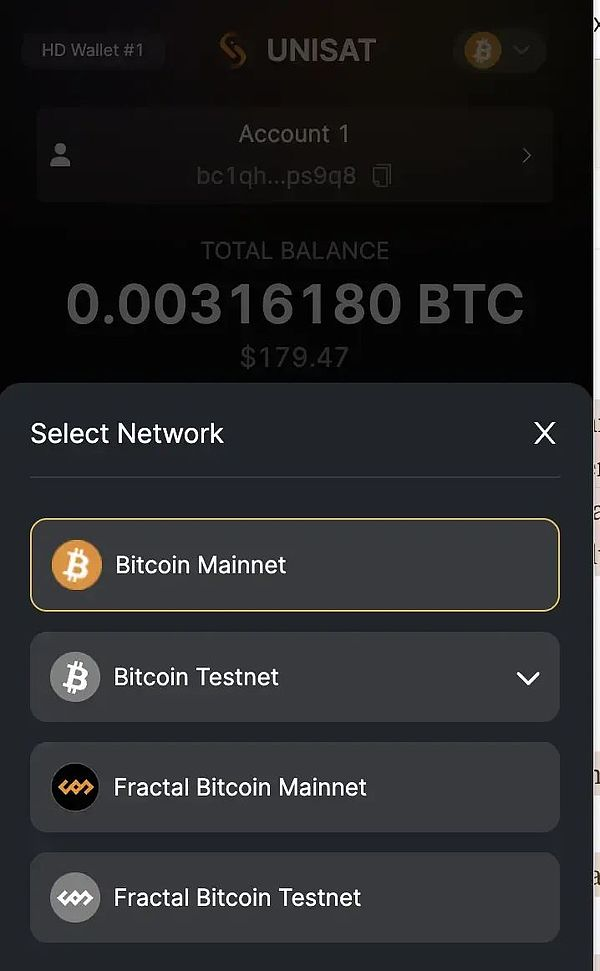 HD Wallet #1
UNISAT
Account 1
bc1qh...ps9q8
TOTAL BALANCE
0.00316180 BTC
$179.47
Select Network
X
Bitcoin Mainnet
Bitcoin Testnet
Fractal Bitcoin Mainnet
Fractal Bitcoin Testnet